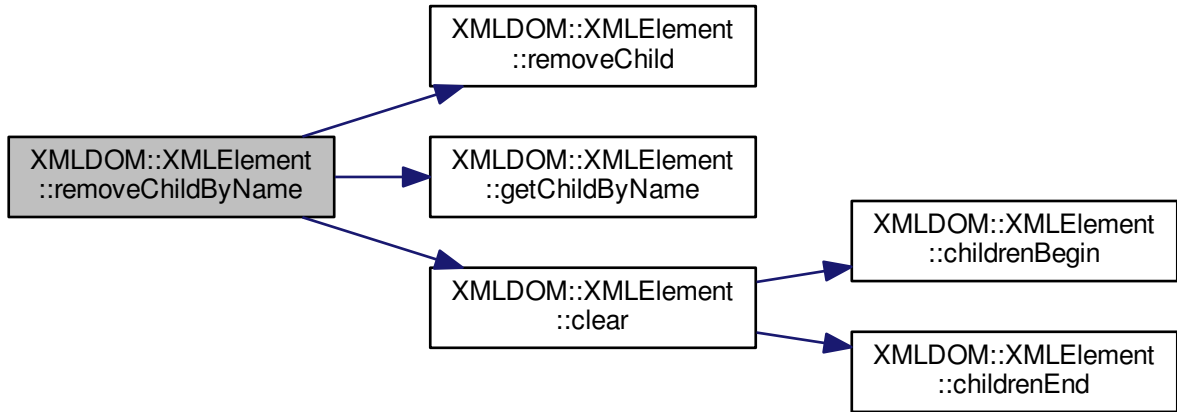 XMLDOM::XMLElement
::removeChild
XMLDOM::XMLElement
::removeChildByName
XMLDOM::XMLElement
::getChildByName
XMLDOM::XMLElement
::clear
XMLDOM::XMLElement
::childrenBegin
XMLDOM::XMLElement
::childrenEnd